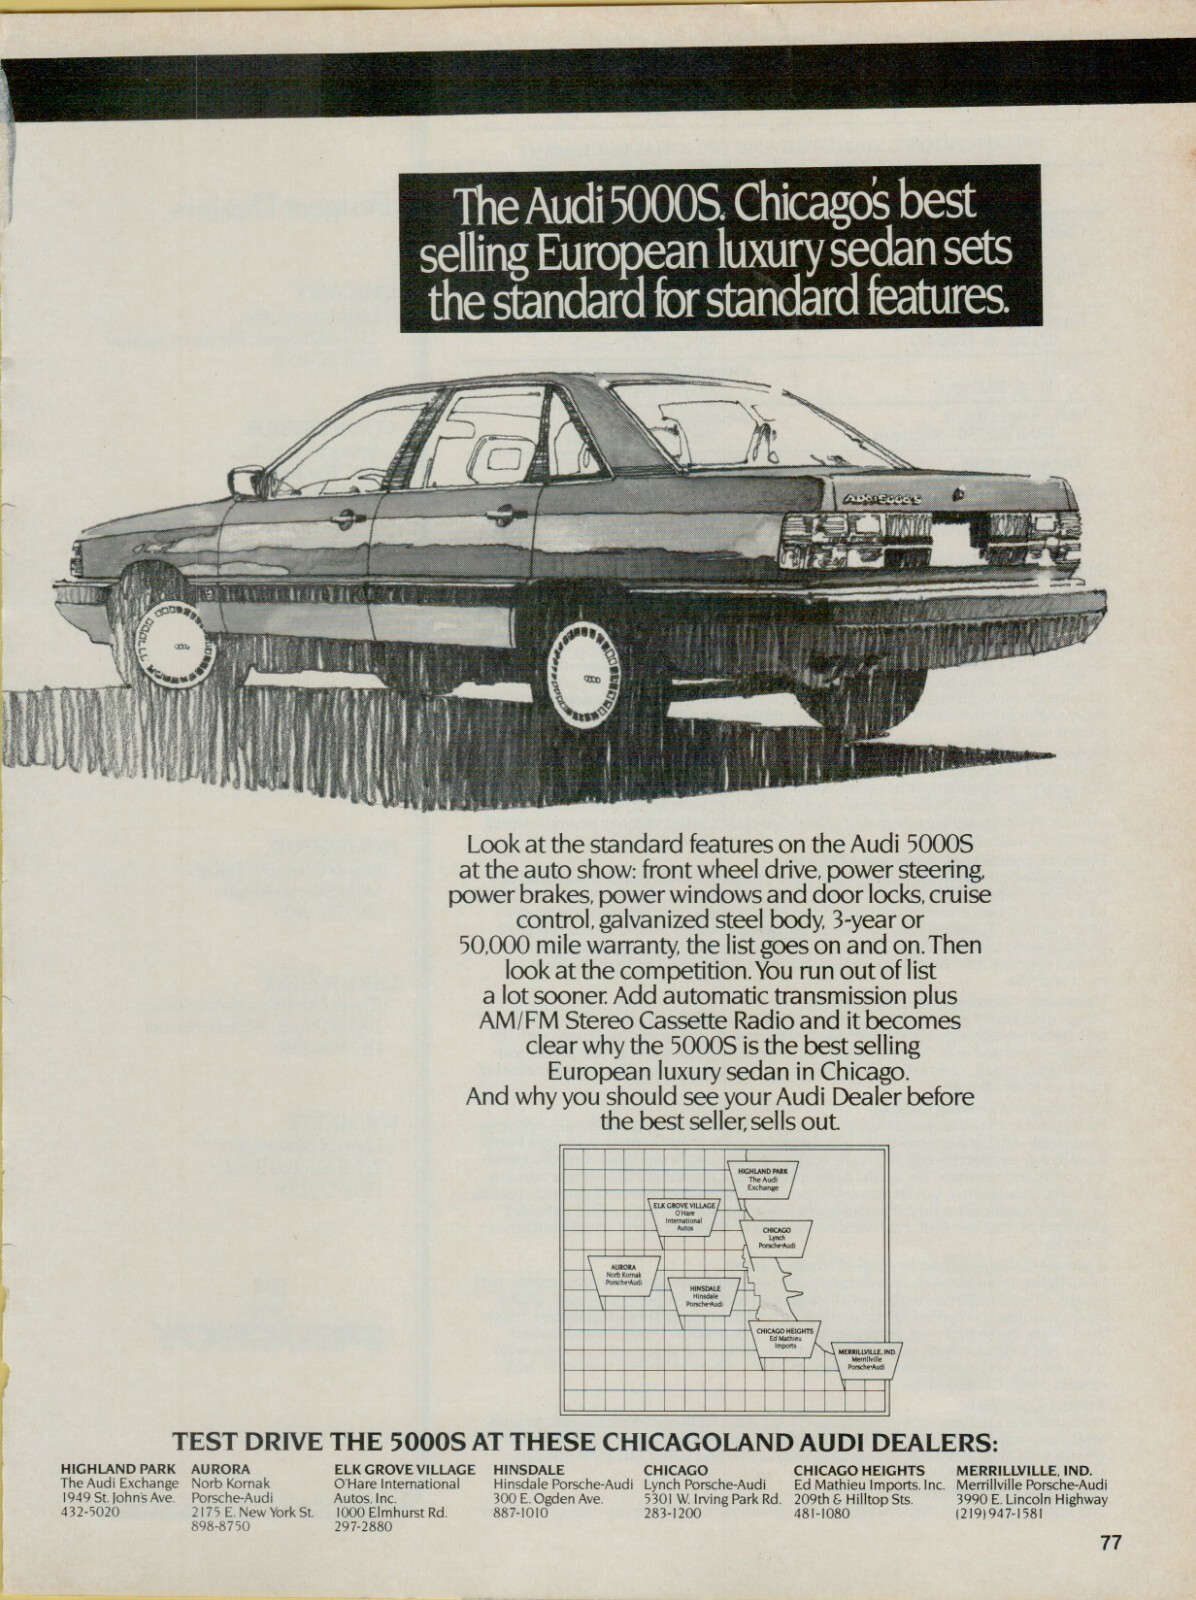 The Audi 5000S. Chicago's best
selling European luxury sedan sets
the standard for standard features.
AUDI 5000 S
Look at the standard features on the Audi 5000S
at the auto show: front wheel drive, power steering,
power brakes, power windows and door locks, cruise
control, galvanized steel body, 3-year or
50,000 mile warranty, the list goes on and on. Then
look at the competition. You run out of list
a lot sooner. Add automatic transmission plus
AM/FM Stereo Cassette Radio and it becomes
clear why the 5000S is the best selling
European luxury sedan in Chicago.
And why you should see your Audi Dealer before
the best seller, sells out.
HIGHLAND PARK
The Audi
Exchange
ELK GROVE VILLAGE
O'Hare
International
Autos
CHICAGO
Lynch
Porsche-Audi
AURORA
Norb Kornak
Porsche-Audi
HINSDALE
Hinsdale
Porsche-Audi
CHICAGO HEIGHTS
Ed Mathieu
Imports
MERRILLVILLE, IND.
Merrillville
Porsche-Audi
TEST DRIVE THE 5000S AT THESE CHICAGOLAND AUDI DEALERS:
HIGHLAND PARK
The Audi Exchange
1949 St. John's Ave.
432-5020
AURORA
Norb Kornak
Porsche-Audi
2175 E. New York St.
898-8750
ELK GROVE VILLAGE
O'Hare International
Autos, Inc.
1000 Elmhurst Rd.
297-2880
HINSDALE
Hinsdale Porsche-Audi
300 E. Ogden Ave.
887-1010
CHICAGO
Lynch Porsche-Audi
5301 W. Irving Park Rd.
283-1200
CHICAGO HEIGHTS
Ed Mathieu Imports, Inc.
209th & Hilltop Sts.
481-1080
MERRILLVILLE, IND.
Merrillville Porsche-Audi
3990 E. Lincoln Highway
(219) 947-1581
77